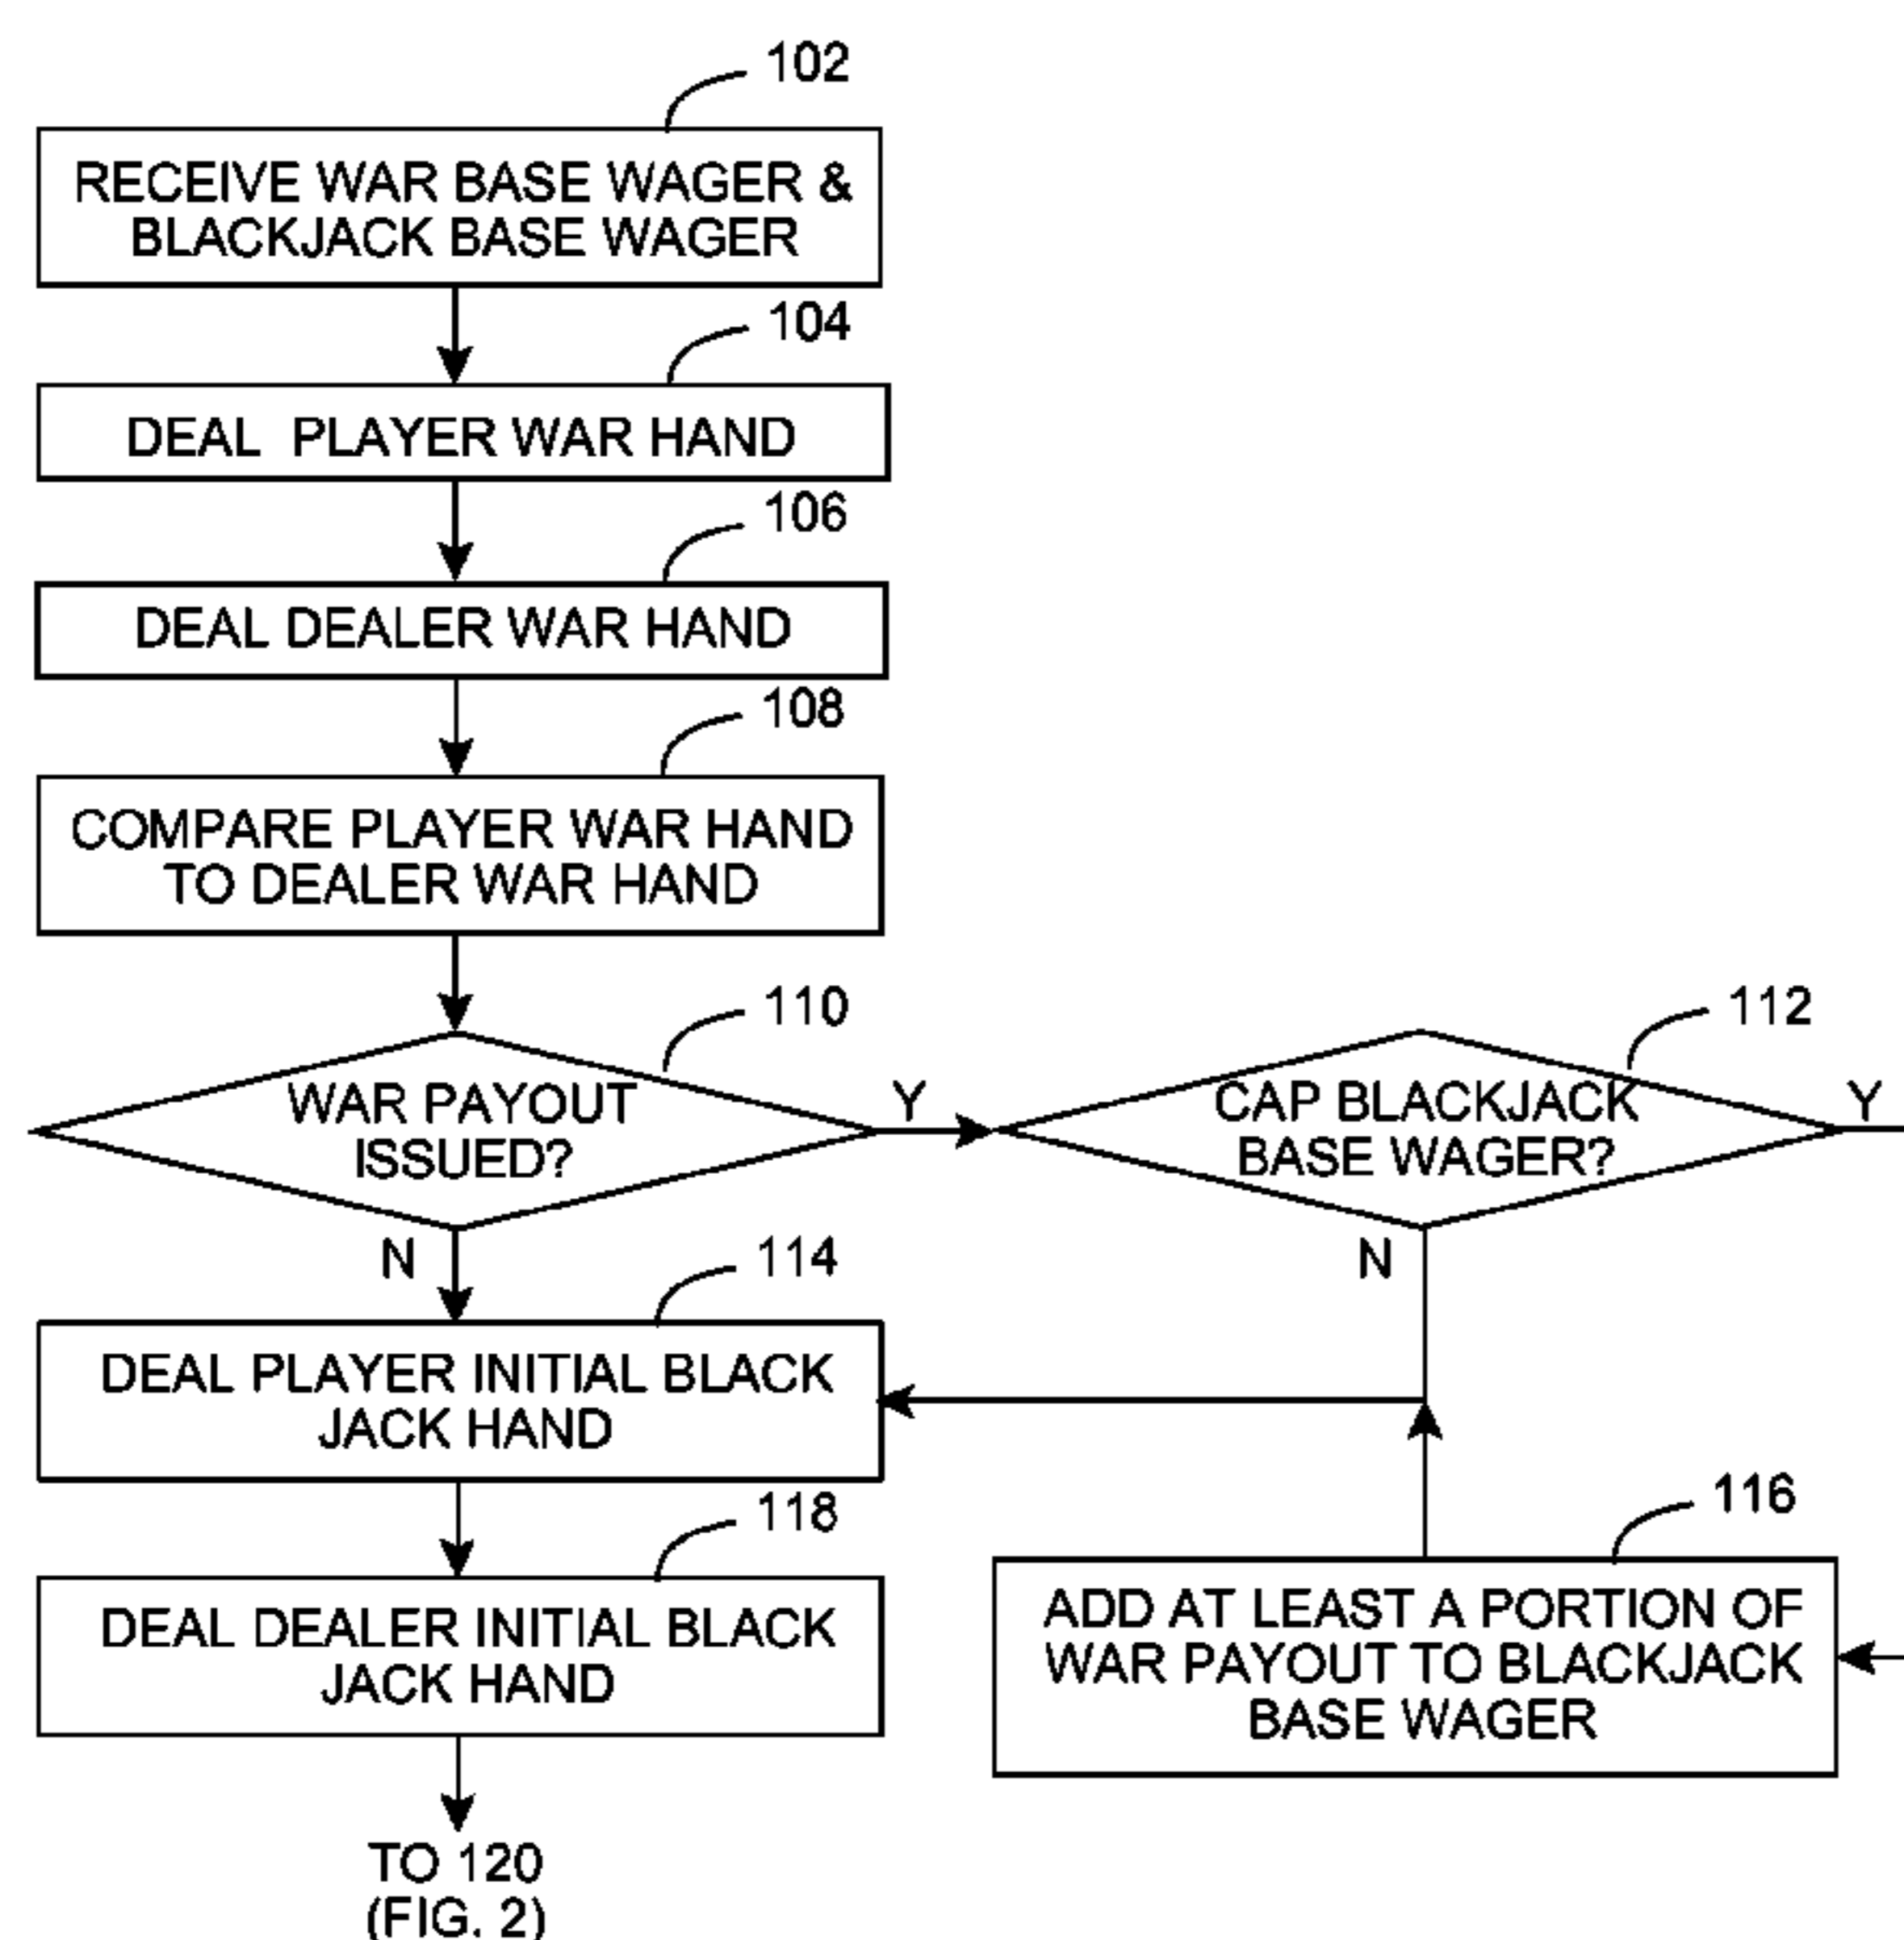 102
RECEIVE WAR BASE WAGER &
BLACKJACK BASE WAGER
104
DEAL PLAYER WAR HAND
106
DEAL DEALER WAR HAND
108
COMPARE PLAYER WAR HAND
TO DEALER WAR HAND
110
WAR PAYOUT
ISSUED?
Y
N
112
CAP BLACKJACK
BASE WAGER?
Y
N
114
DEAL PLAYER INITIAL BLACK
JACK HAND
116
ADD AT LEAST A PORTION OF
WAR PAYOUT TO BLACKJACK
BASE WAGER
118
DEAL DEALER INITIAL BLACK
JACK HAND
TO 120
(FIG. 2)